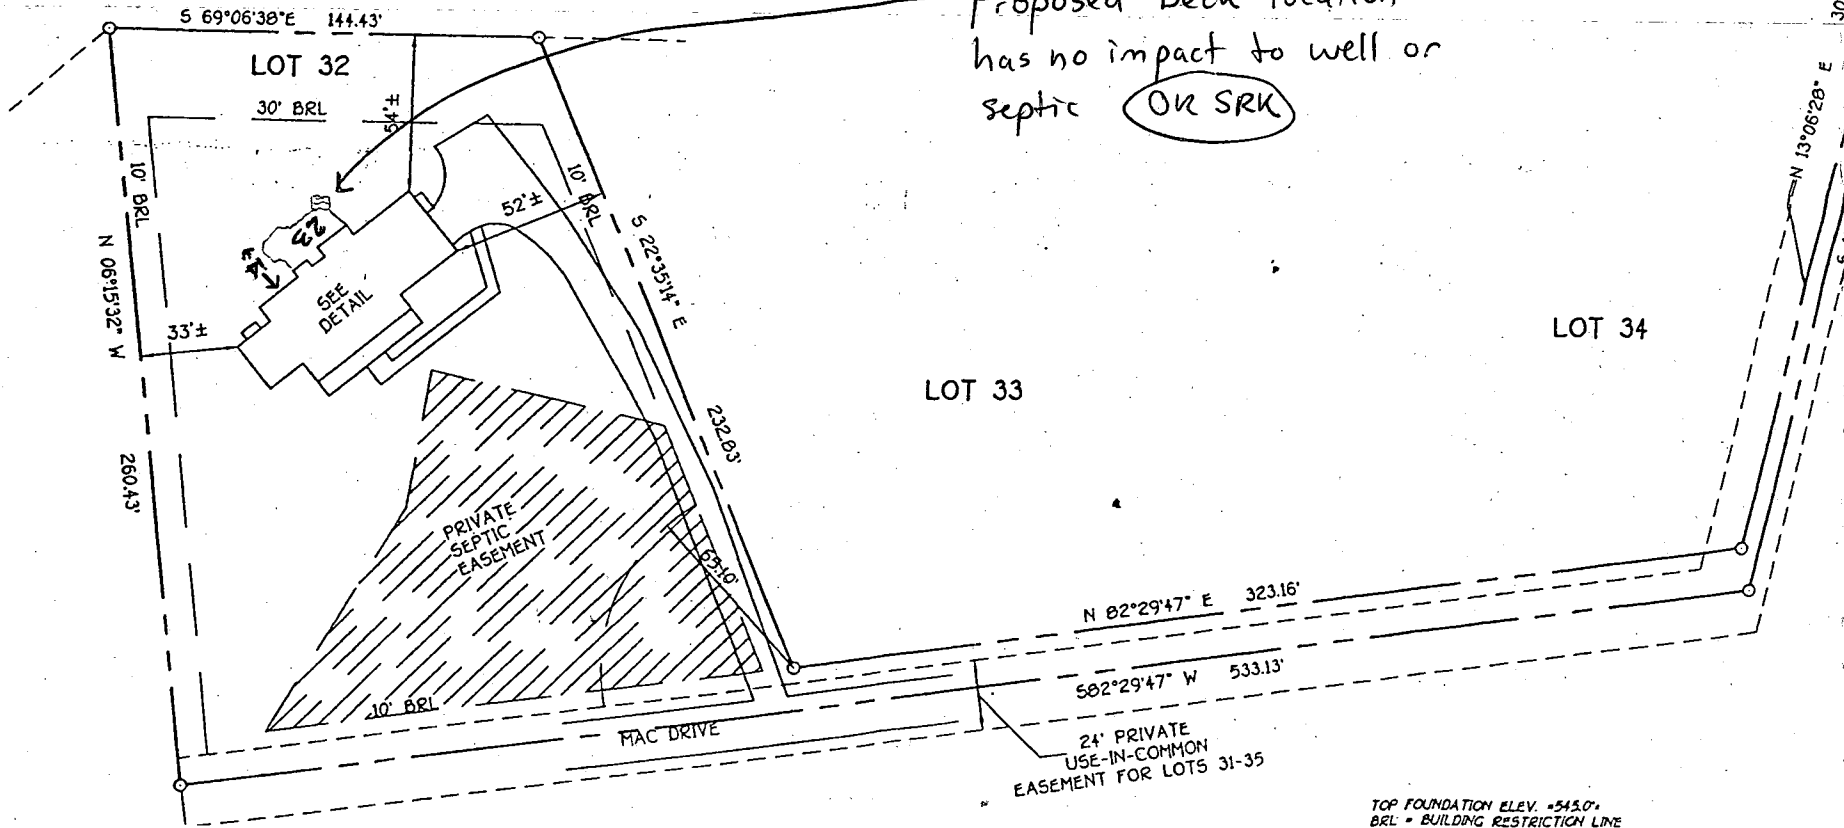 S 69°06'38"E 144.43'
Proposed Deck location
has no impact to well or
septic OK SRK
LOT 32
30' BRL
54'±
10' BRL
10' BRL
52'±
23
SEE
DETAIL
33'±
N 06°15'32" W
260.43'
S 22°35'14" E
232.83'
LOT 33
LOT 34
N 13°06'28" E
30
PRIVATE
SEPTIC
EASEMENT
65.10'
10' BRL
MAC DRIVE
N 82°29'47" E 323.16'
S82°29'47" W 533.13'
24' PRIVATE
USE-IN-COMMON
EASEMENT FOR LOTS 31-35
TOP FOUNDATION ELEV. =545.0'±
BRL = BUILDING RESTRICTION LINE